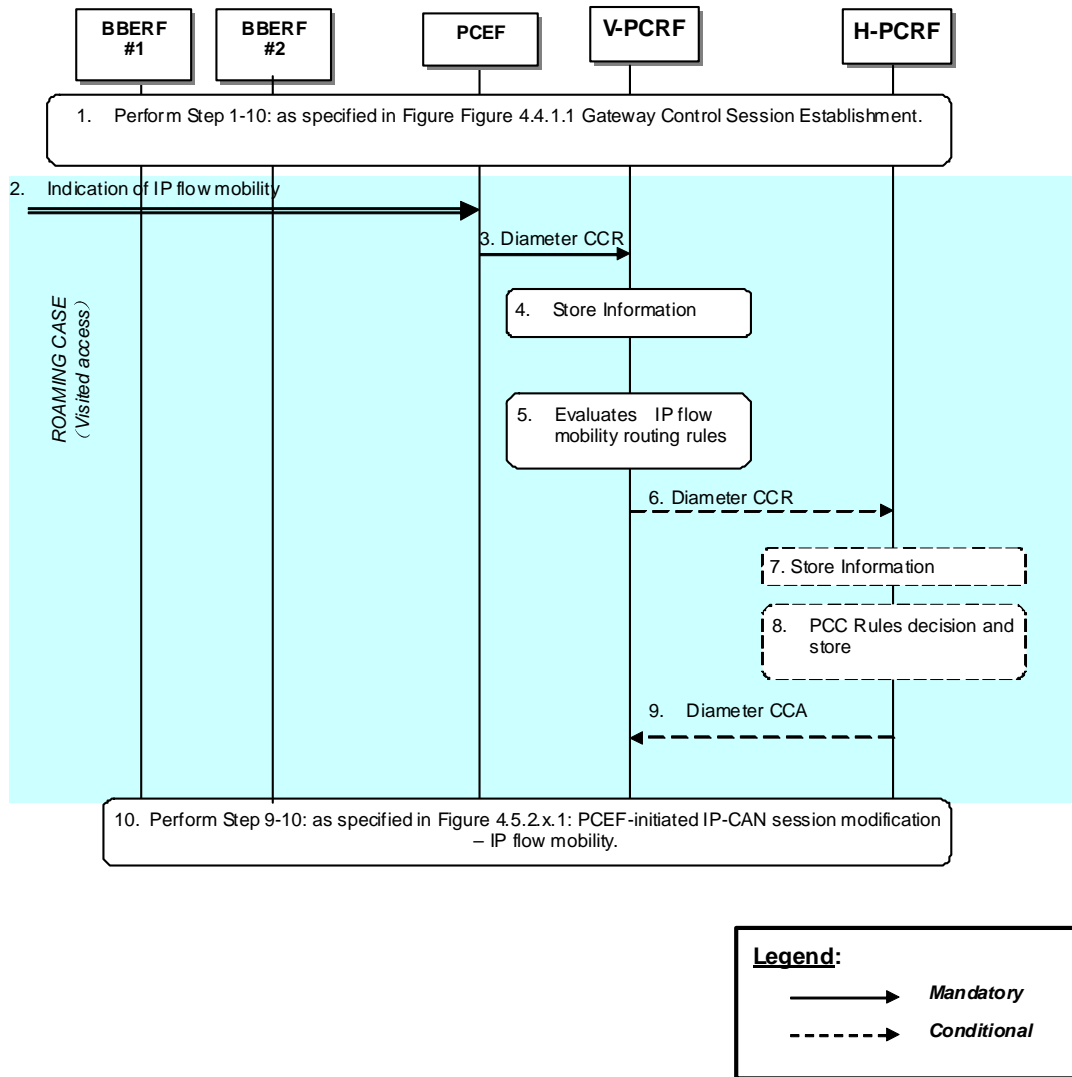 BBERF
#1
BBERF
#2
PCEF
V-PCRF
H-PCRF
1. Perform Step 1-10: as specified in Figure Figure 4.4.1.1 Gateway Control Session Establishment.
2. Indication of IP flow mobility
3. Diameter CCR
ROAMING CASE
(Visited access)
4. Store Information
5. Evaluates IP flow
mobility routing rules
6. Diameter CCR
7. Store Information
8. PCC Rules decision and
store
9. Diameter CCA
10. Perform Step 9-10: as specified in Figure 4.5.2.x.1: PCEF-initiated IP-CAN session modification
– IP flow mobility.
Legend:
Mandatory
Conditional